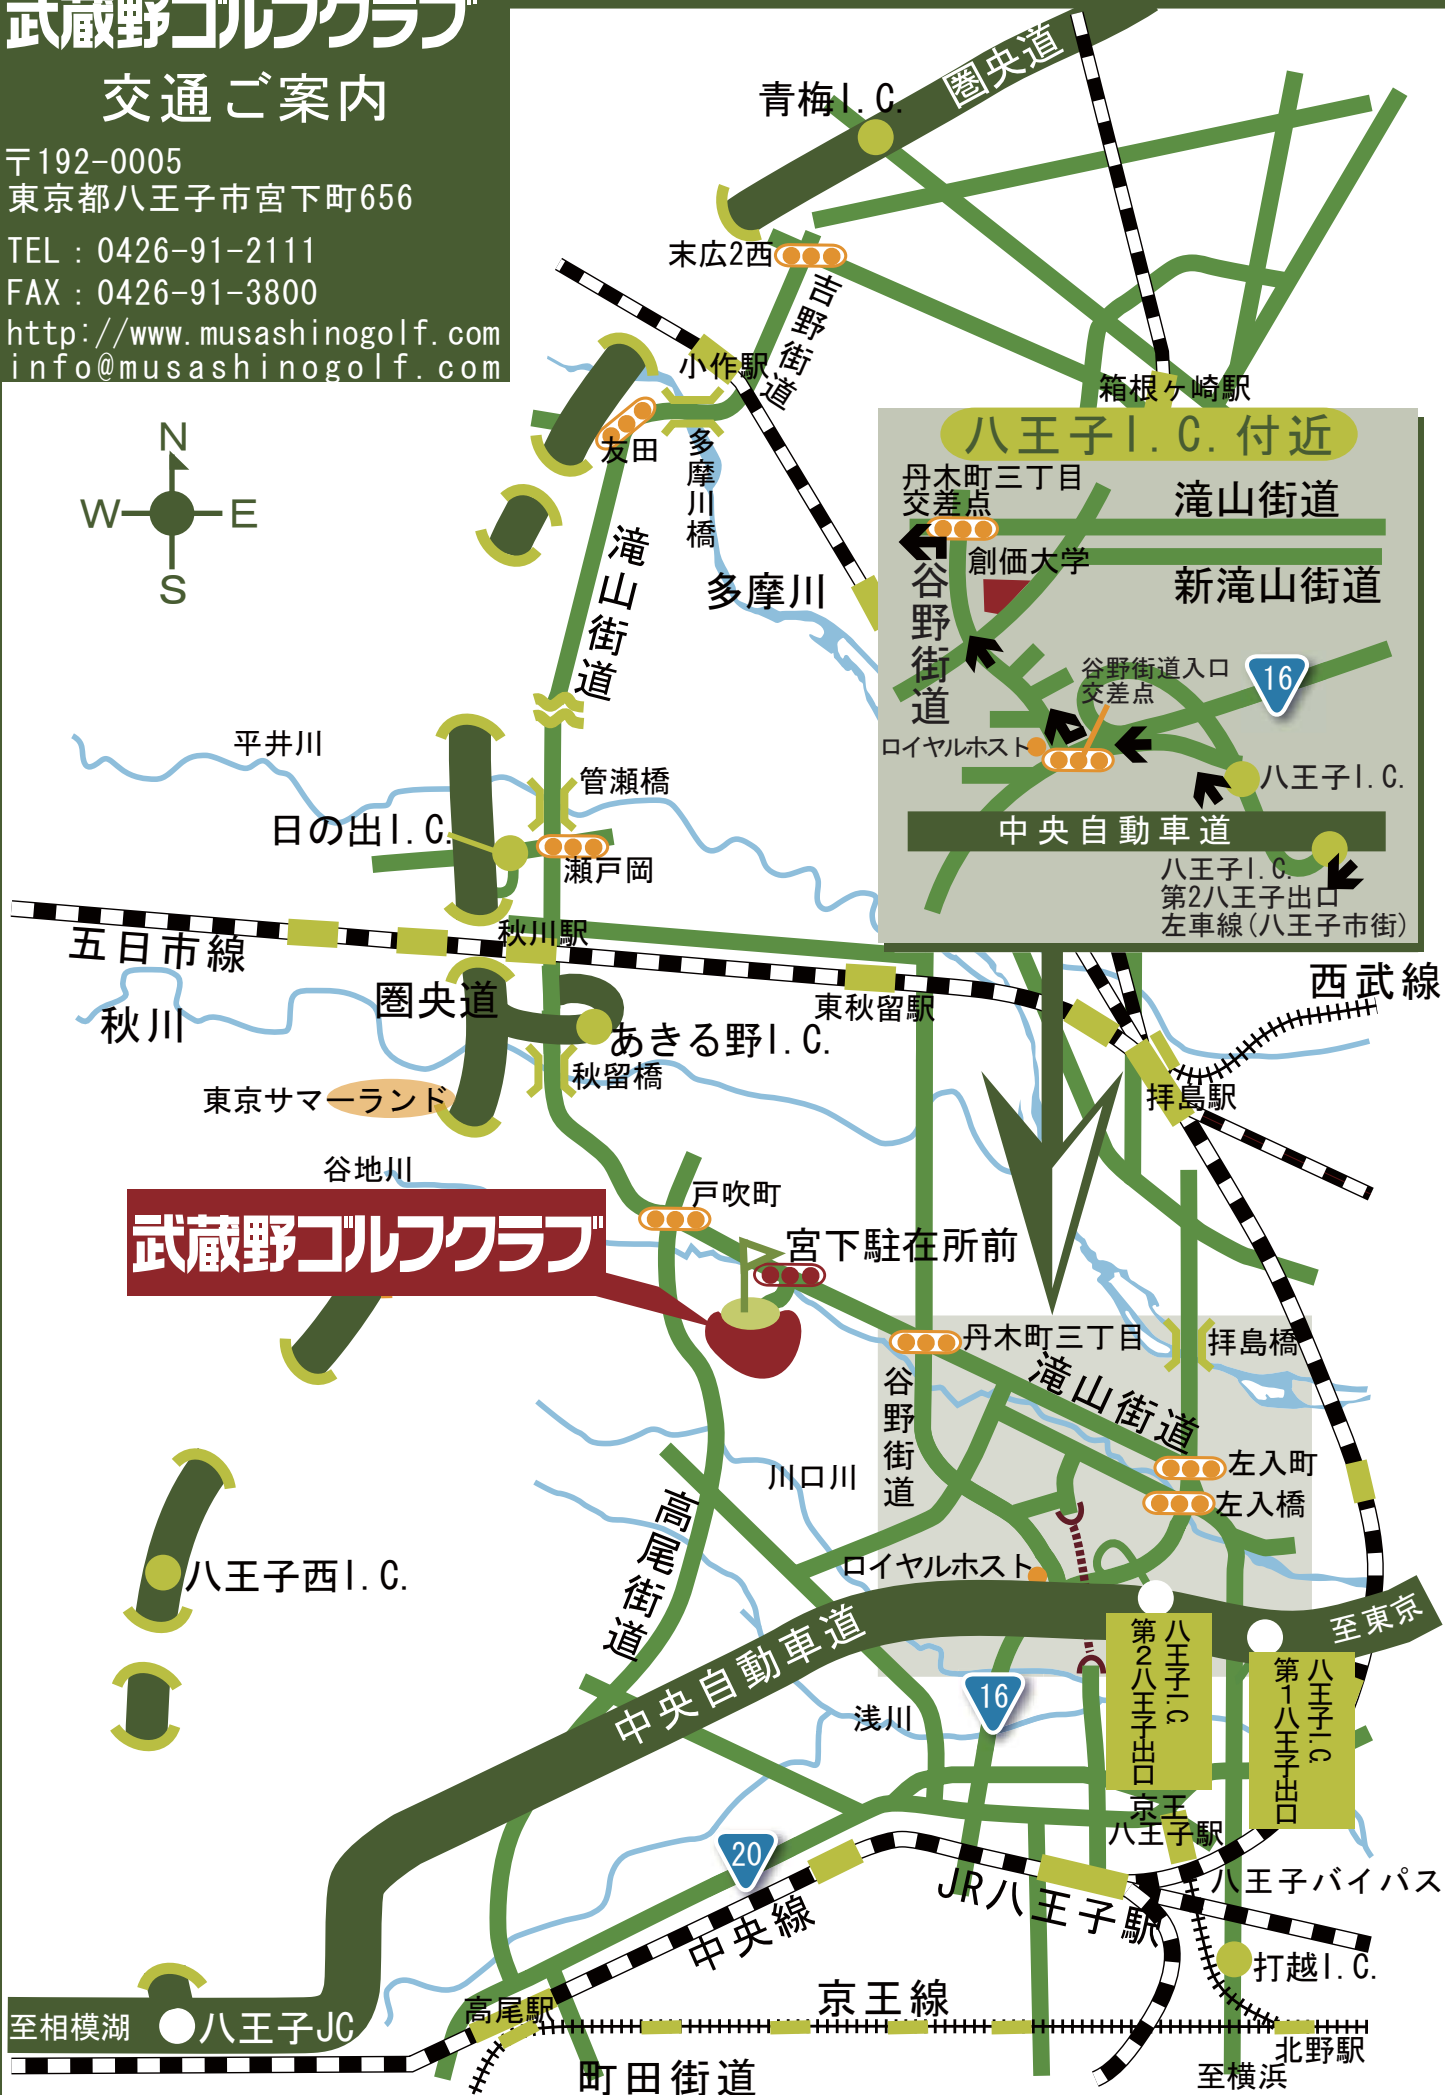 武蔵野ゴルフクラブ
交通ご案内
〒192-0005
東京都八王子市宮下町656
TEL：0426-91-2111
FAX：0426-91-3800
http://www.musashinogolf.com
info@musashinogolf.com
圏央道
青梅I.C.
末広2西
吉野街道
小作駅
箱根ヶ崎駅
友田
多摩川橋
N
W
E
S
滝山街道
多摩川
八王子I.C.付近
丹木町三丁目
交差点
滝山街道
創価大学
新滝山街道
谷野街道
谷野街道入口
交差点
16
ロイヤルホスト
八王子I.C.
中央自動車道
八王子I.C.
第2八王子出口
左車線(八王子市街)
平井川
管瀬橋
日の出I.C.
瀬戸岡
秋川駅
五日市線
圏央道
東秋留駅
西武線
秋川
あきる野I.C.
秋留橋
東京サマーランド
拝島駅
谷地川
戸吹町
武蔵野ゴルフクラブ
宮下駐在所前
丹木町三丁目
拝島橋
滝山街道
谷野街道
左入町
川口川
左入橋
高尾街道
ロイヤルホスト
八王子西I.C.
至東京
中央自動車道
八王子I.C.
第2八王子出口
八王子I.C.
第1八王子出口
16
浅川
京王
八王子駅
20
JR八王子駅
八王子バイパス
中央線
打越I.C.
京王線
高尾駅
至相模湖
八王子JC
北野駅
町田街道
至横浜